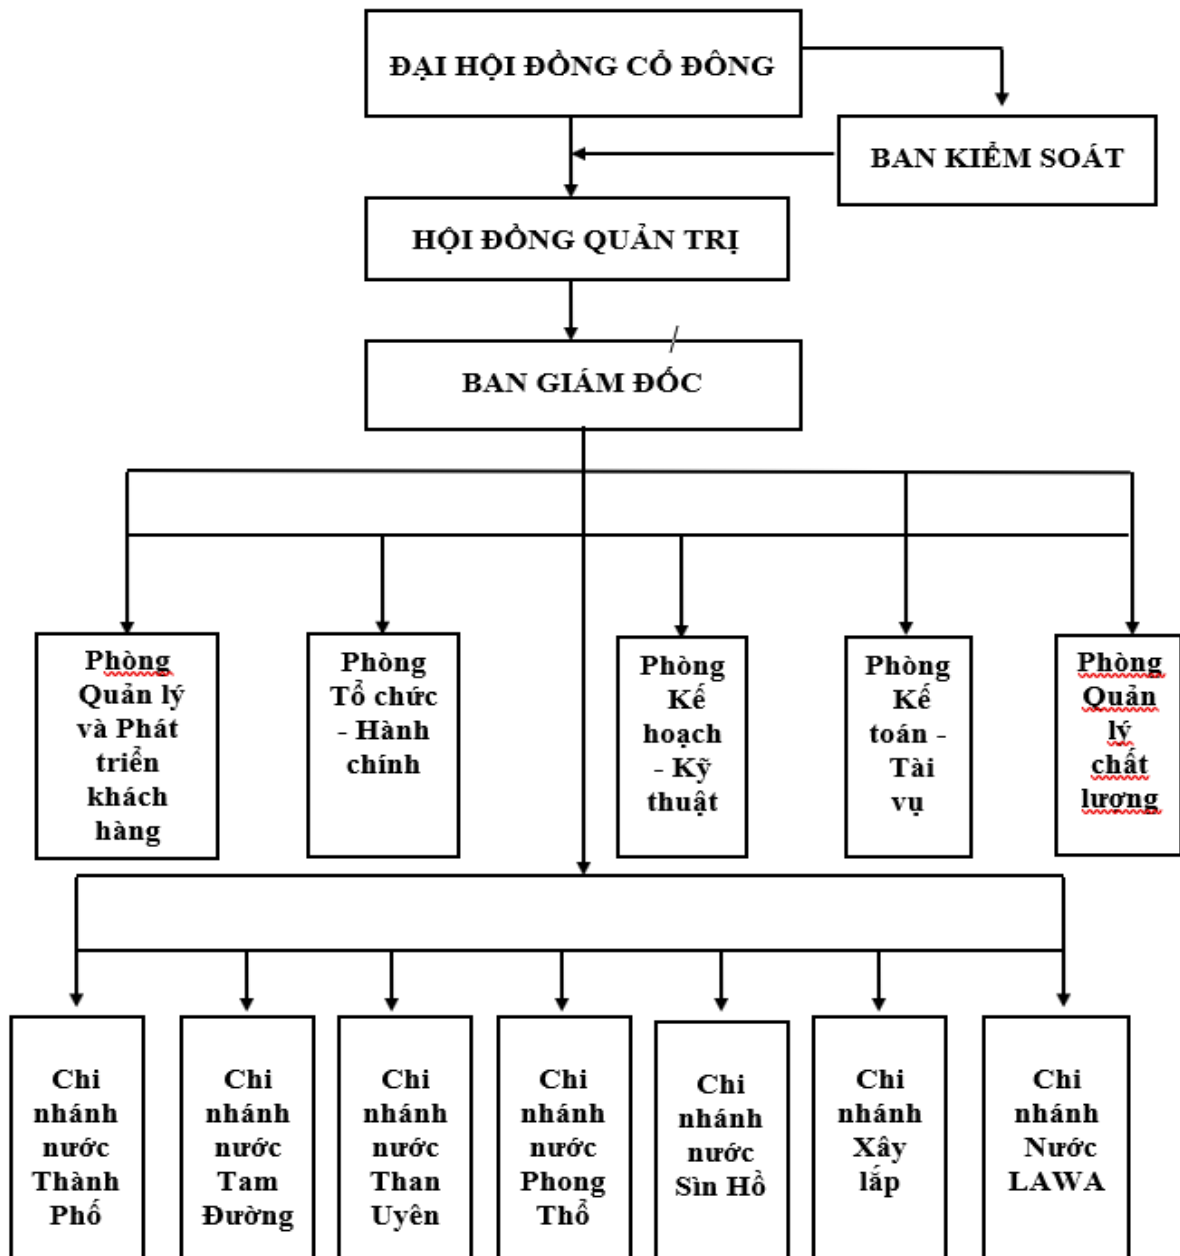 ĐẠI HỘI ĐỒNG CỔ ĐÔNG
BAN KIỂM SOÁT
HỘI ĐỒNG QUẢN TRỊ
BAN GIÁM ĐỐC
Phòng
Quản lý
và Phát
triển
khách
hàng
Phòng
Tổ chức
- Hành
chính
Phòng
Kế
hoạch
- Kỹ
thuật
Phòng
Kế
toán -
Tài
vụ
Phòng
Quản
lý
chất
lượng
Chi
nhánh
nước
Thành
Phố
Chi
nhánh
nước
Tam
Đường
Chi
nhánh
nước
Than
Uyên
Chi
nhánh
nước
Phong
Thổ
Chi
nhánh
nước
Sìn Hồ
Chi
nhánh
Xây
lắp
Chi
nhánh
Nước
LAWA